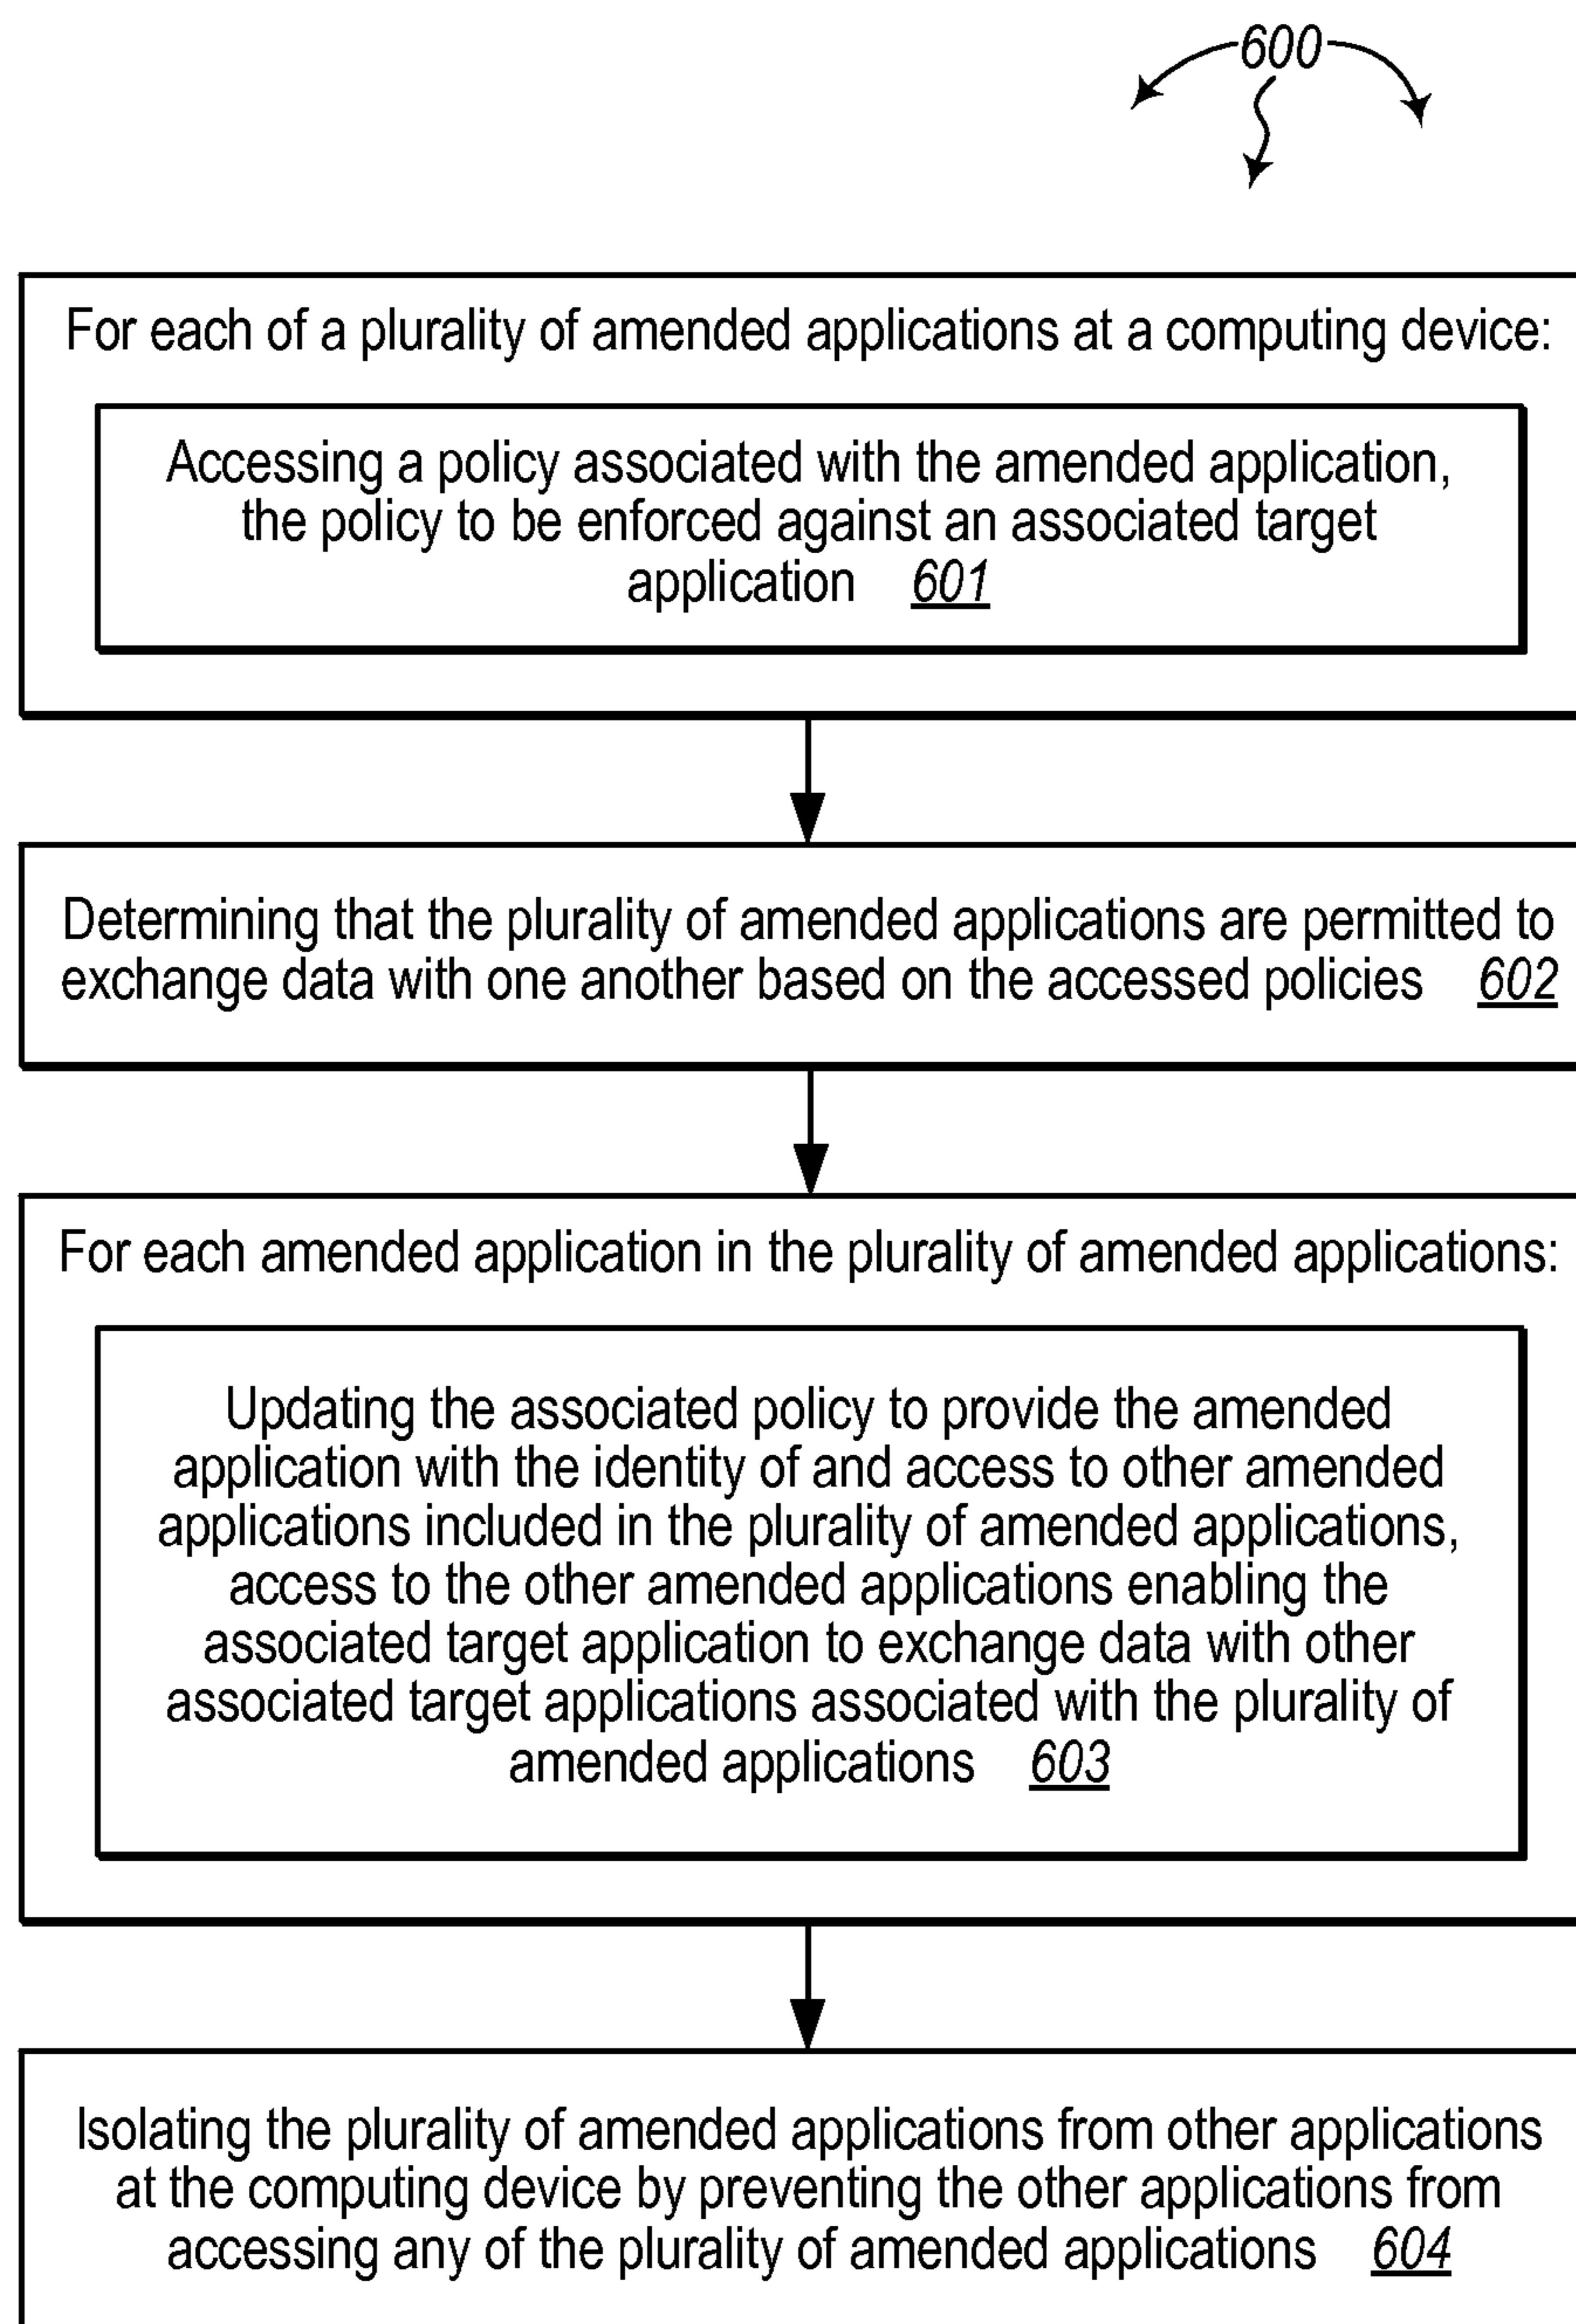 600
For each of a plurality of amended applications at a computing device:
Accessing a policy associated with the amended application,
the policy to be enforced against an associated target
application 601
Determining that the plurality of amended applications are permitted to
exchange data with one another based on the accessed policies 602
For each amended application in the plurality of amended applications:
Updating the associated policy to provide the amended
application with the identity of and access to other amended
applications included in the plurality of amended applications,
access to the other amended applications enabling the
associated target application to exchange data with other
associated target applications associated with the plurality of
amended applications 603
Isolating the plurality of amended applications from other applications
at the computing device by preventing the other applications from
accessing any of the plurality of amended applications 604